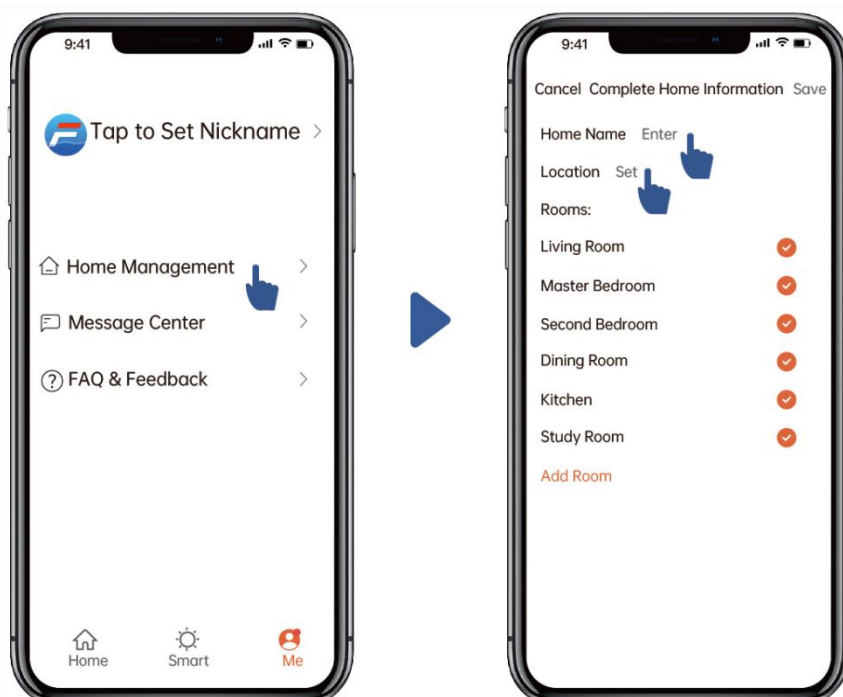 9:41
Tap to Set Nickname
Home Management
Message Center
FAQ & Feedback
Home Smart Me
9:41
Cancel Complete Home Information Save
Home Name Enter
Location Set
Rooms:
Living Room
Master Bedroom
Second Bedroom
Dining Room
Kitchen
Study Room
Add Room